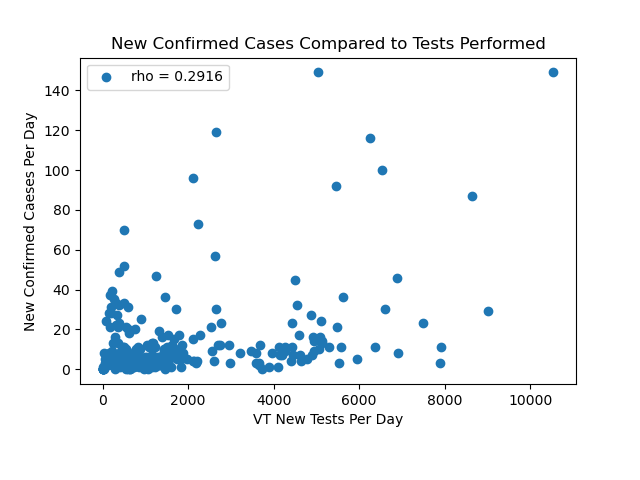 New Confirmed Cases Compared to Tests Performed
rho = 0.2916
New Confirmed Caeses Per Day
140
120
100
80
60
40
20
0
0 2000 4000 6000 8000 10000
VT New Tests Per Day